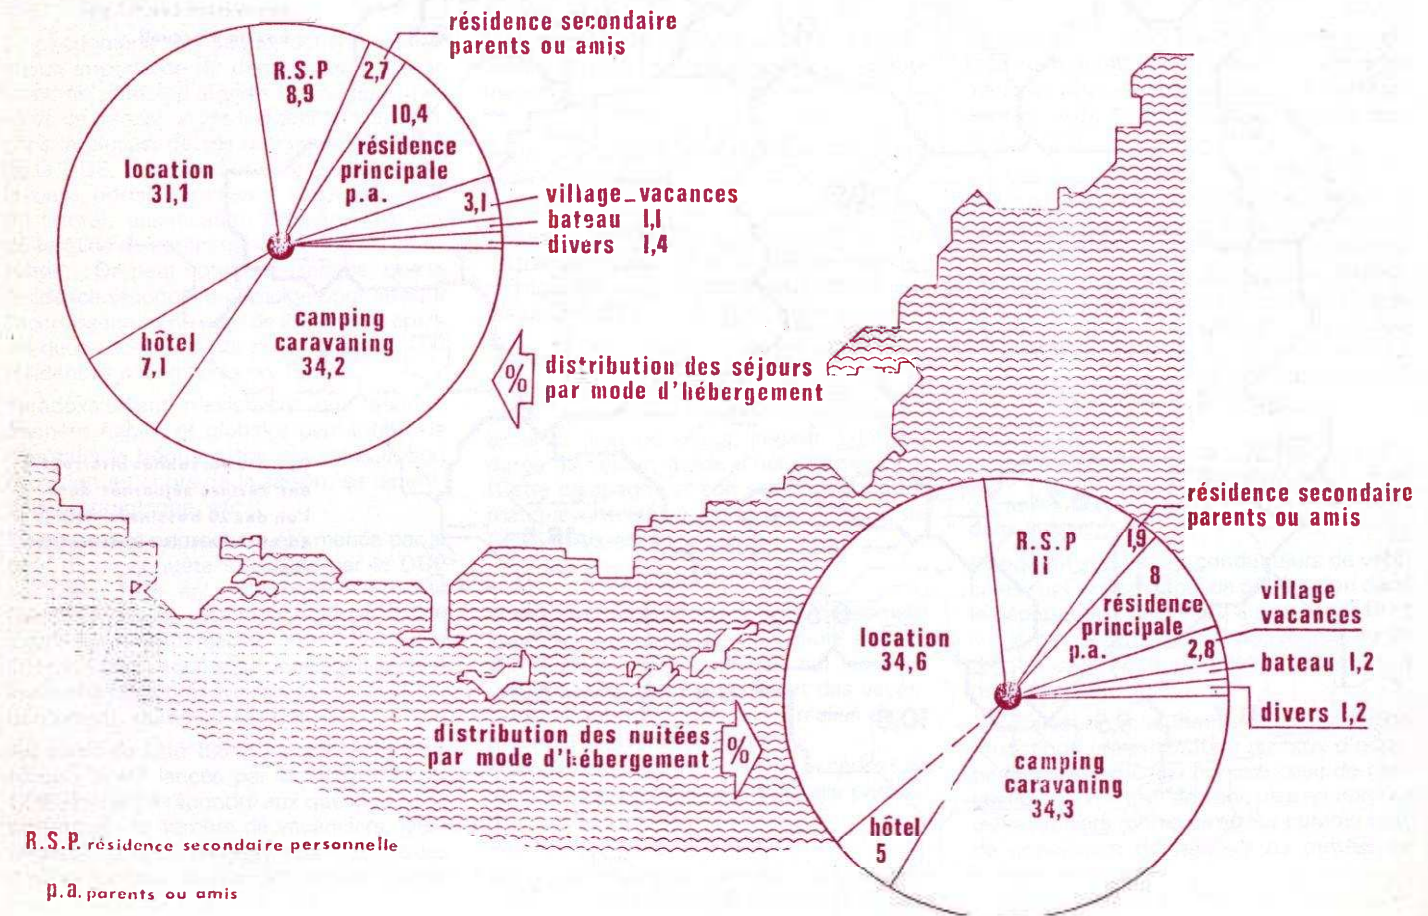 résidence secondaire
parents ou amis
R.S.P
8,9
2,7
10,4
résidence
principale
p.a.
location
31,1
3,1
village_vacances
bateau 1,1
divers 1,4
hôtel
7,1
camping
caravaning
34,2
%
distribution des séjours
par mode d'hébergement
résidence secondaire
parents ou amis
R.S.P
11
1,9
8
résidence
principale
p.a.
village
vacances
location
34,6
2,8
bateau 1,2
divers 1,2
distribution des nuitées
par mode d'hébergement
%
camping
caravaning
34,3
hôtel
5
R.S.P. résidence secondaire personnelle
p.a. parents ou amis